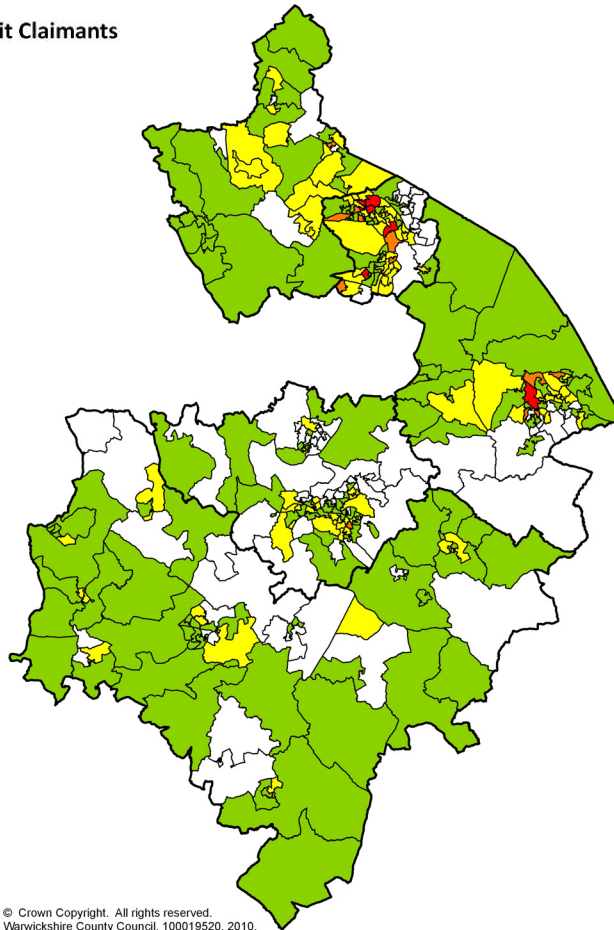 it Claimants
© Crown Copyright. All rights reserved.
Warwickshire County Council, 100019520, 2010.